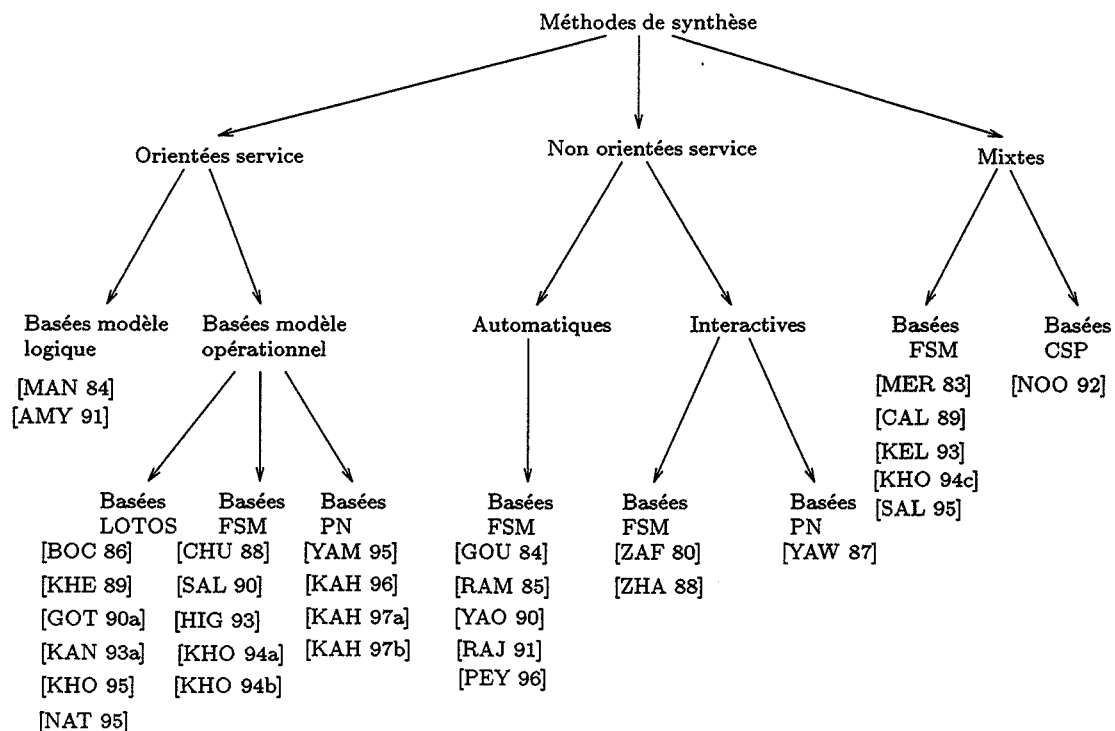 Méthodes de synthèse
Orientées service
Non orientées service
Mixtes
Basées modèle
logique
[MAN 84]
[AMY 91]
Basées modèle
opérationnel
Automatiques
Interactives
Basées
FSM
[MER 83]
[CAL 89]
[KEL 93]
[KHO 94c]
[SAL 95]
Basées
CSP
[NOO 92]
Basées
LOTOS
[BOC 86]
[KHE 89]
[GOT 90a]
[KAN 93a]
[KHO 95]
[NAT 95]
Basées
FSM
[CHU 88]
[SAL 90]
[HIG 93]
[KHO 94a]
[KHO 94b]
Basées
PN
[YAM 95]
[KAH 96]
[KAH 97a]
[KAH 97b]
Basées
FSM
[GOU 84]
[RAM 85]
[YAO 90]
[RAJ 91]
[PEY 96]
Basées
FSM
[ZAF 80]
[ZHA 88]
Basées
PN
[YAW 87]